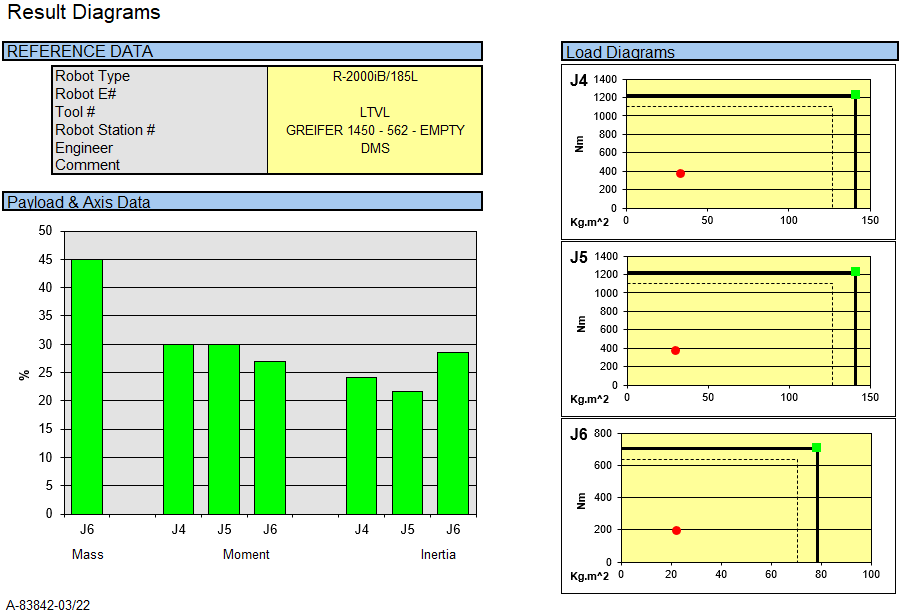 Result Diagrams
REFERENCE DATA
Robot Type R-2000iB/185L
Robot E#
Tool # LTVL
Robot Station # GREIFER 1450 - 562 - EMPTY
Engineer DMS
Comment
Payload & Axis Data
50
45
40
35
30
25
20
15
10
5
0
%
J6 J4 J5 J6 J4 J5 J6
Mass Moment Inertia
Load Diagrams
J4
Nm
1400
1200
1000
800
600
400
200
0
Kg.m^2 0 50 100 150
J5
Nm
1400
1200
1000
800
600
400
200
0
Kg.m^2 0 50 100 150
J6
Nm
800
600
400
200
0
Kg.m^2 0 20 40 60 80 100
A-83842-03/22